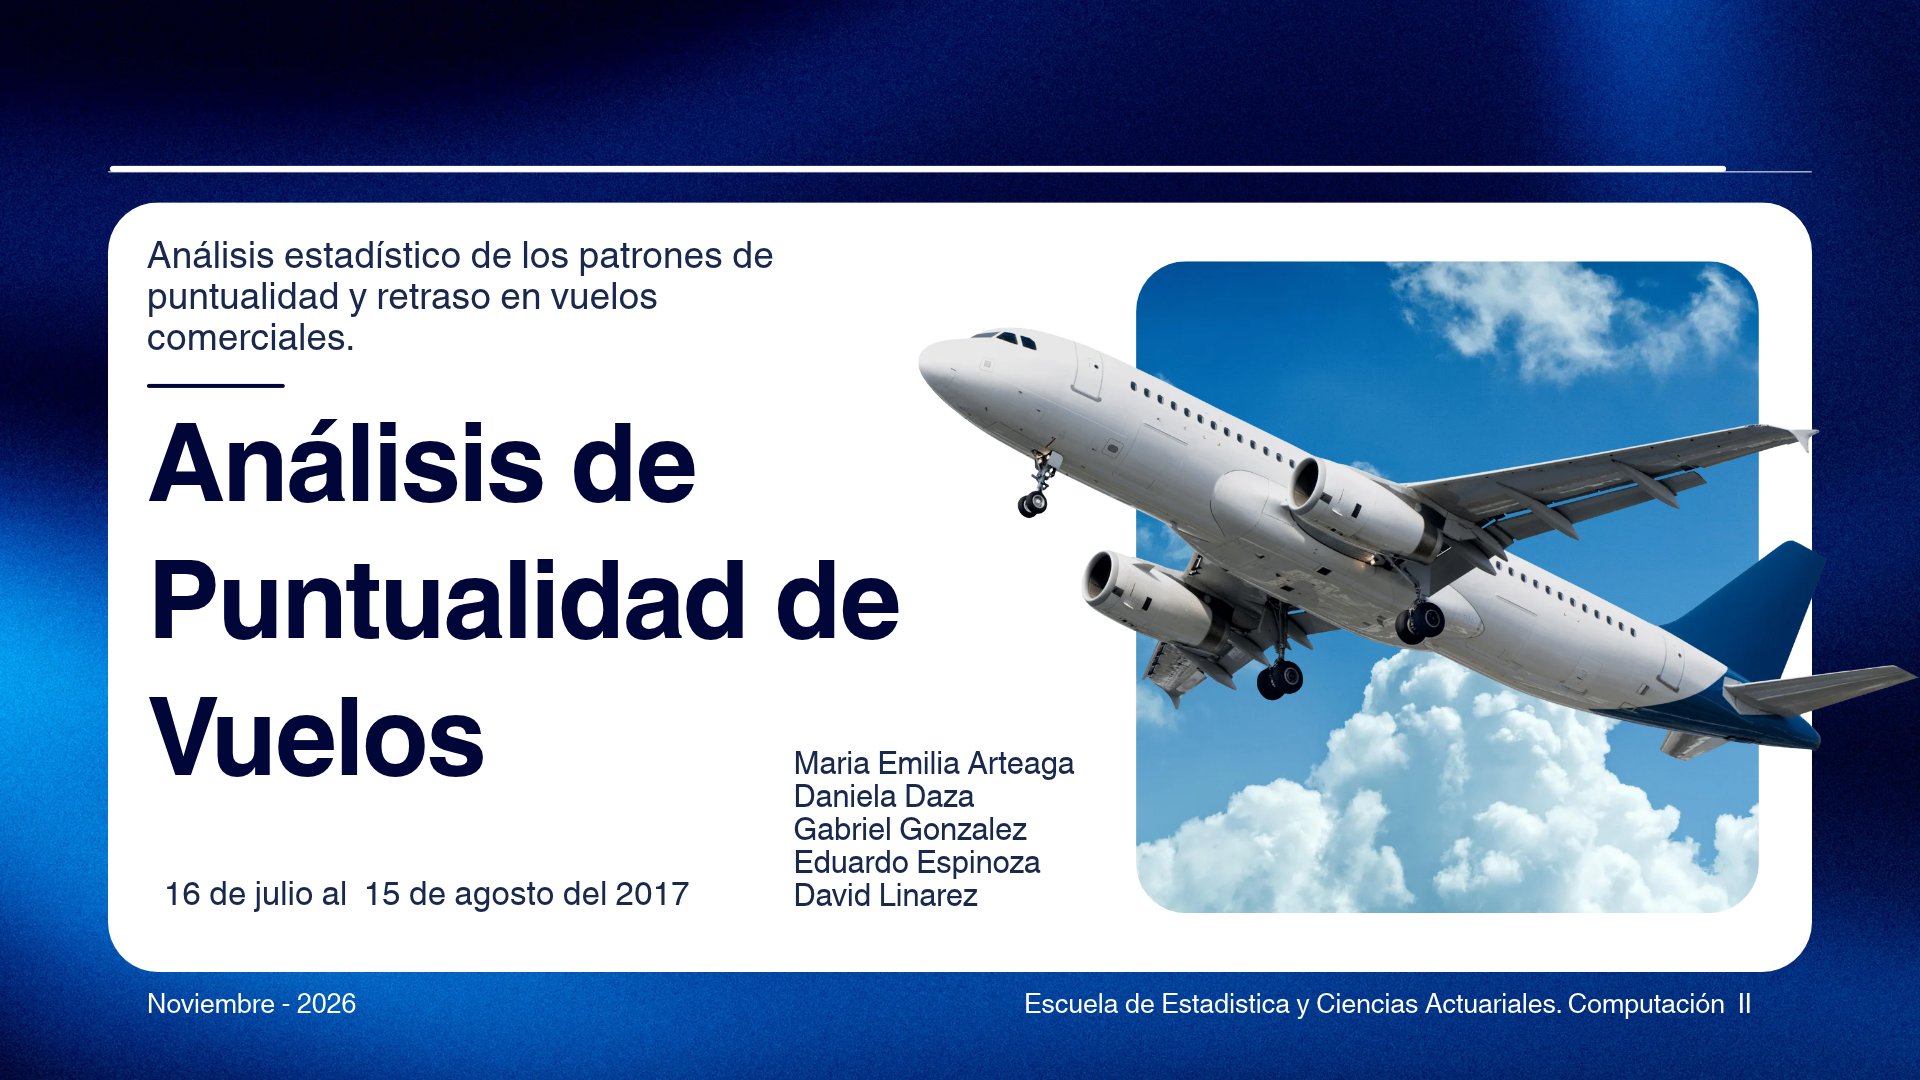 Análisis estadístico de los patrones de
puntualidad y retraso en vuelos
comerciales.
Análisis de
Puntualidad de
Vuelos
Maria Emilia Arteaga
Daniela Daza
Gabriel Gonzalez
Eduardo Espinoza
David Linarez
16 de julio al  15 de agosto del 2017
Noviembre - 2026
Escuela de Estadistica y Ciencias Actuariales. Computación  II